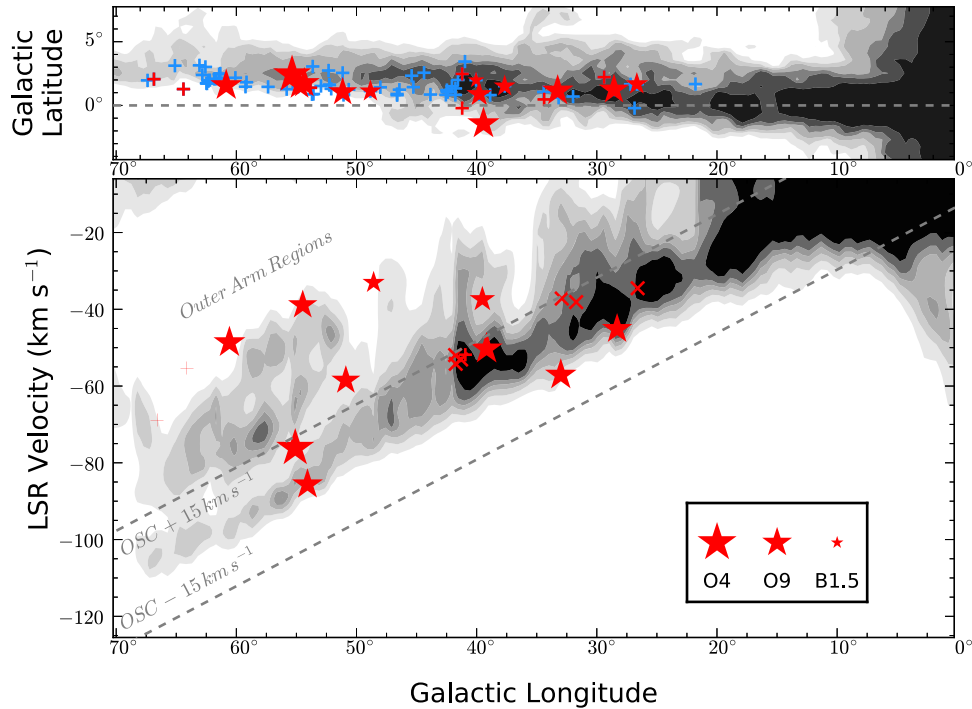 Galactic
Latitude
5°
0°
70° 60° 50° 40° 30° 20° 10° 0°
LSR Velocity (km s⁻¹)
−20
−40
−60
−80
−100
−120
Outer Arm Regions
OSC + 15 km s⁻¹
OSC − 15 km s⁻¹
O4 O9 B1.5
70° 60° 50° 40° 30° 20° 10° 0°
Galactic Longitude